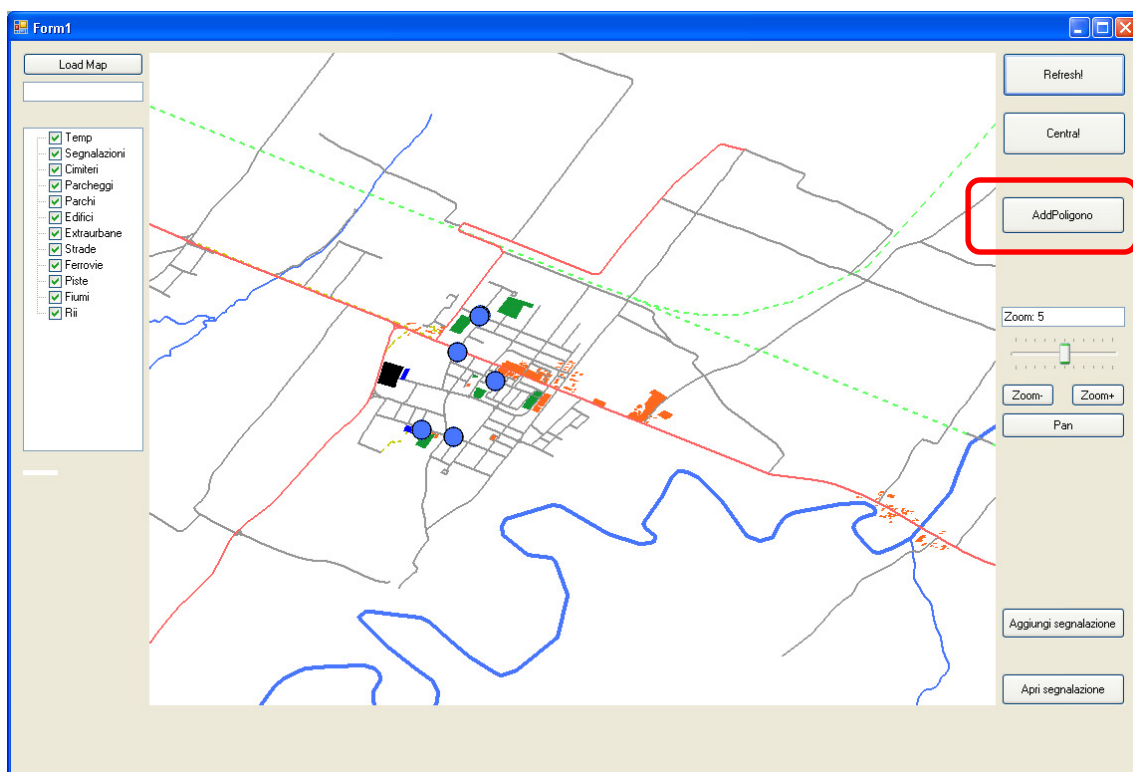 Form1
Load Map
Temp
Segnalazioni
Cimiteri
Parcheggi
Parchi
Edifici
Extraurbane
Strade
Ferrovie
Piste
Fiumi
Rii
Refresh!
Centra!
AddPoligono
Zoom: 5
Zoom-
Zoom+
Pan
Aggiungi segnalazione
Apri segnalazione